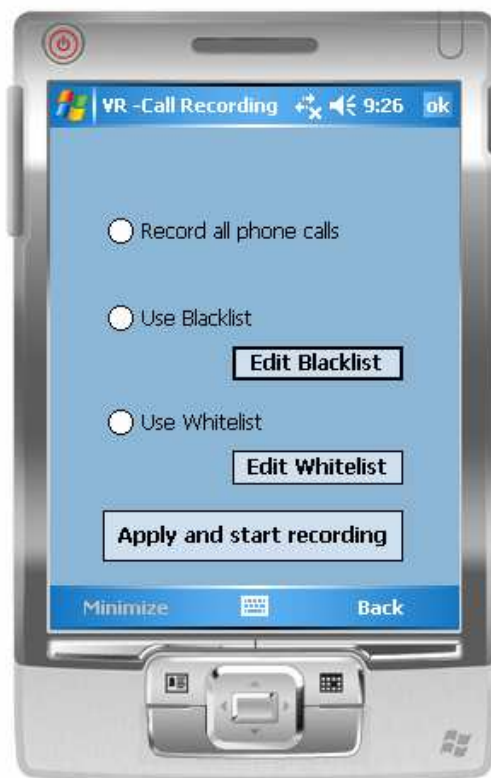 VR -Call Recording 9:26 ok
Record all phone calls
Use Blacklist
Edit Blacklist
Use Whitelist
Edit Whitelist
Apply and start recording
Minimize Back